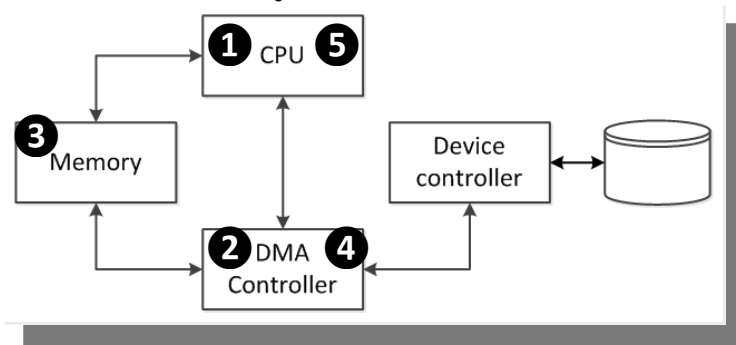 1 CPU 5
3
Memory
Device
controller
2 DMA 4
Controller